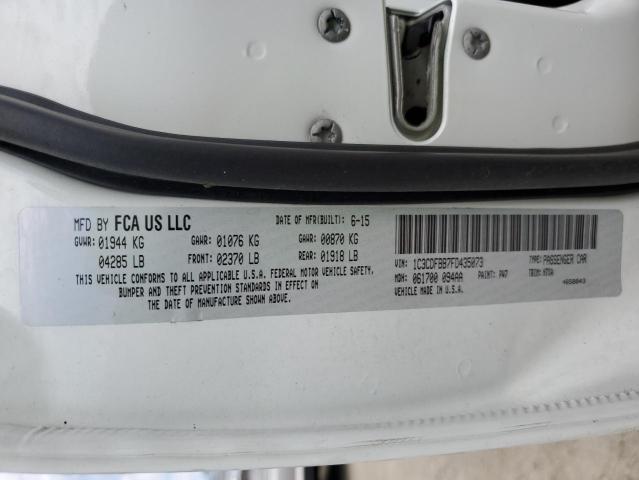 MFD BY FCA US LLC
DATE OF MFR(BUILT): 6-15
GVWR: 01944 KG GAWR: 01076 KG GAWR: 00870 KG
04285 LB FRONT: 02370 LB REAR: 01918 LB
THIS VEHICLE CONFORMS TO ALL APPLICABLE U.S.A. FEDERAL MOTOR VEHICLE SAFETY,
BUMPER AND THEFT PREVENTION STANDARDS IN EFFECT ON
THE DATE OF MANUFACTURE SHOWN ABOVE.
VIN: 1C3CDFBB7FD435073 TYPE: PASSENGER CAR
MDH: 061700 09AAA PAINT: PW7 TRIM:
VEHICLE MADE IN U.S.A.